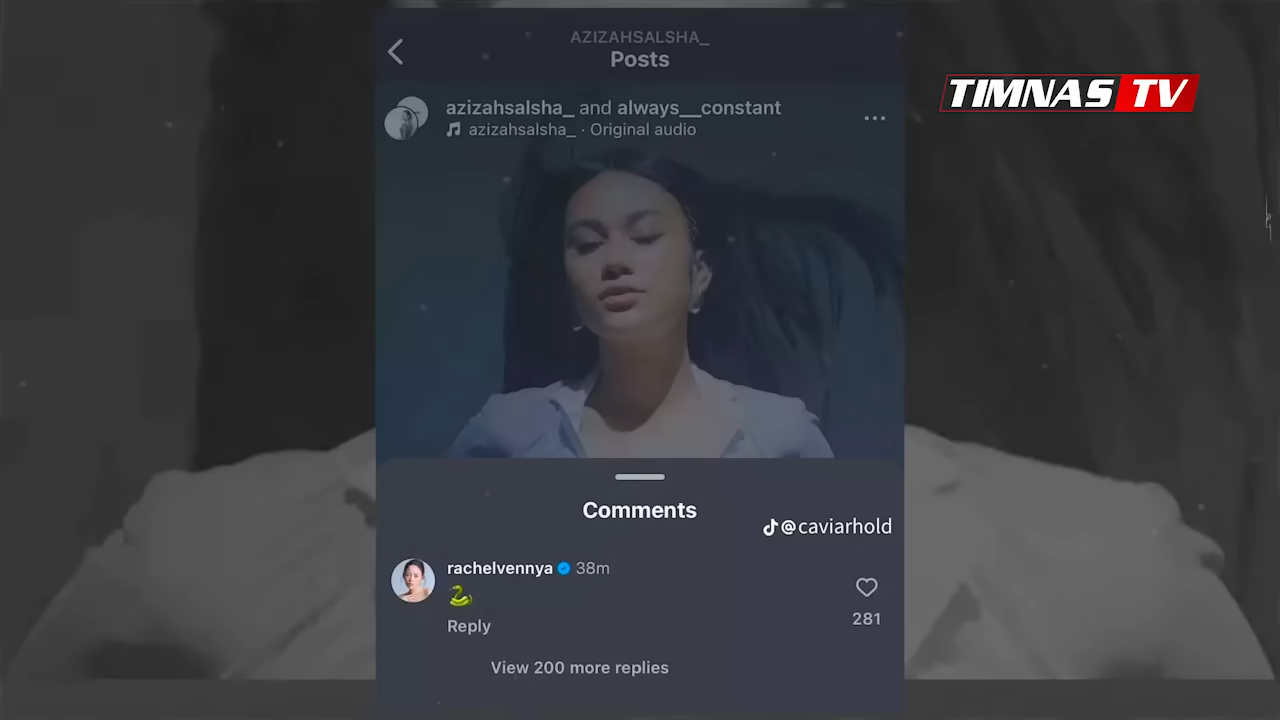 AZIZAHSALSHA_
Posts
TIMNAS TV
azizahsalsha_ and always__constant
azizahsalsha_ · Original audio
Comments
@caviarhold
rachelvennya 38m
🐍
Reply
281
View 200 more replies